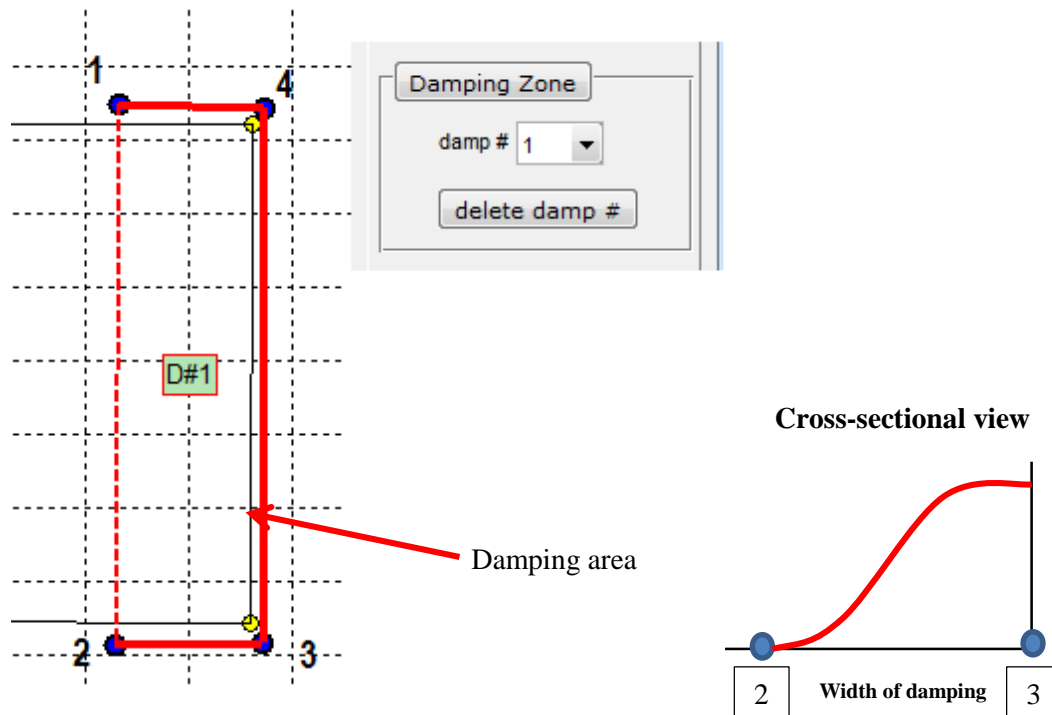 1
4
D#1
2
3
Damping Zone
damp # 1
delete damp #
Damping area
Cross-sectional view
2
Width of damping
3